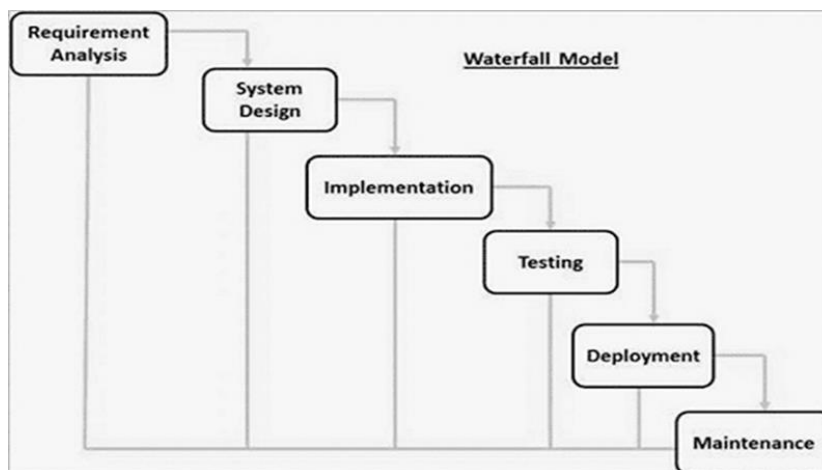 Requirement
Analysis
Waterfall Model
System
Design
Implementation
Testing
Deployment
Maintenance